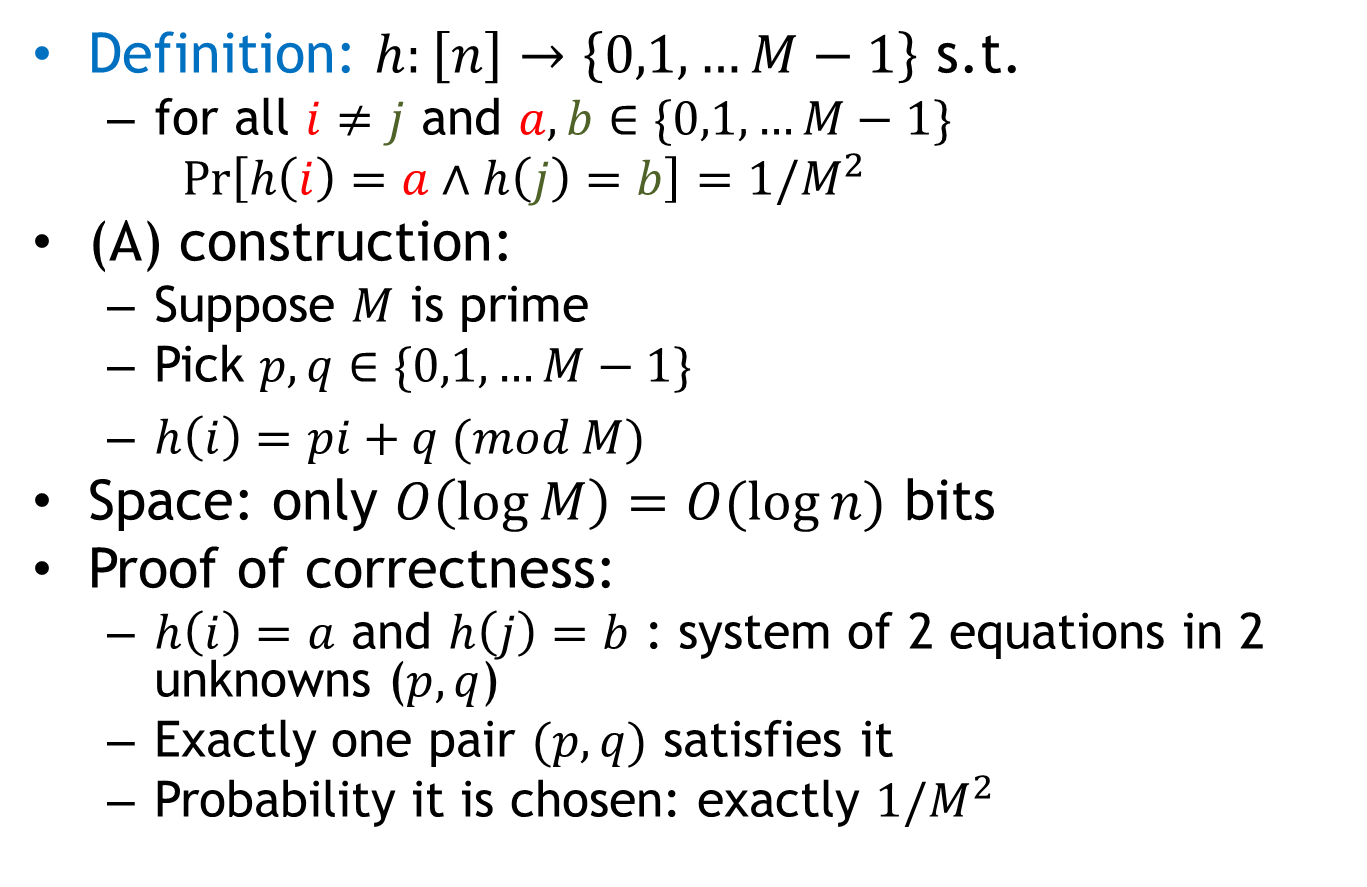 • Definition: h: [n] → {0,1, … M − 1} s.t.
– for all i ≠ j and a, b ∈ {0,1, … M − 1}
Pr[h(i) = a ∧ h(j) = b] = 1/M²
• (A) construction:
– Suppose M is prime
– Pick p, q ∈ {0,1, … M − 1}
– h(i) = pi + q (mod M)
• Space: only O(log M) = O(log n) bits
• Proof of correctness:
– h(i) = a and h(j) = b : system of 2 equations in 2
unknowns (p, q)
– Exactly one pair (p, q) satisfies it
– Probability it is chosen: exactly 1/M²